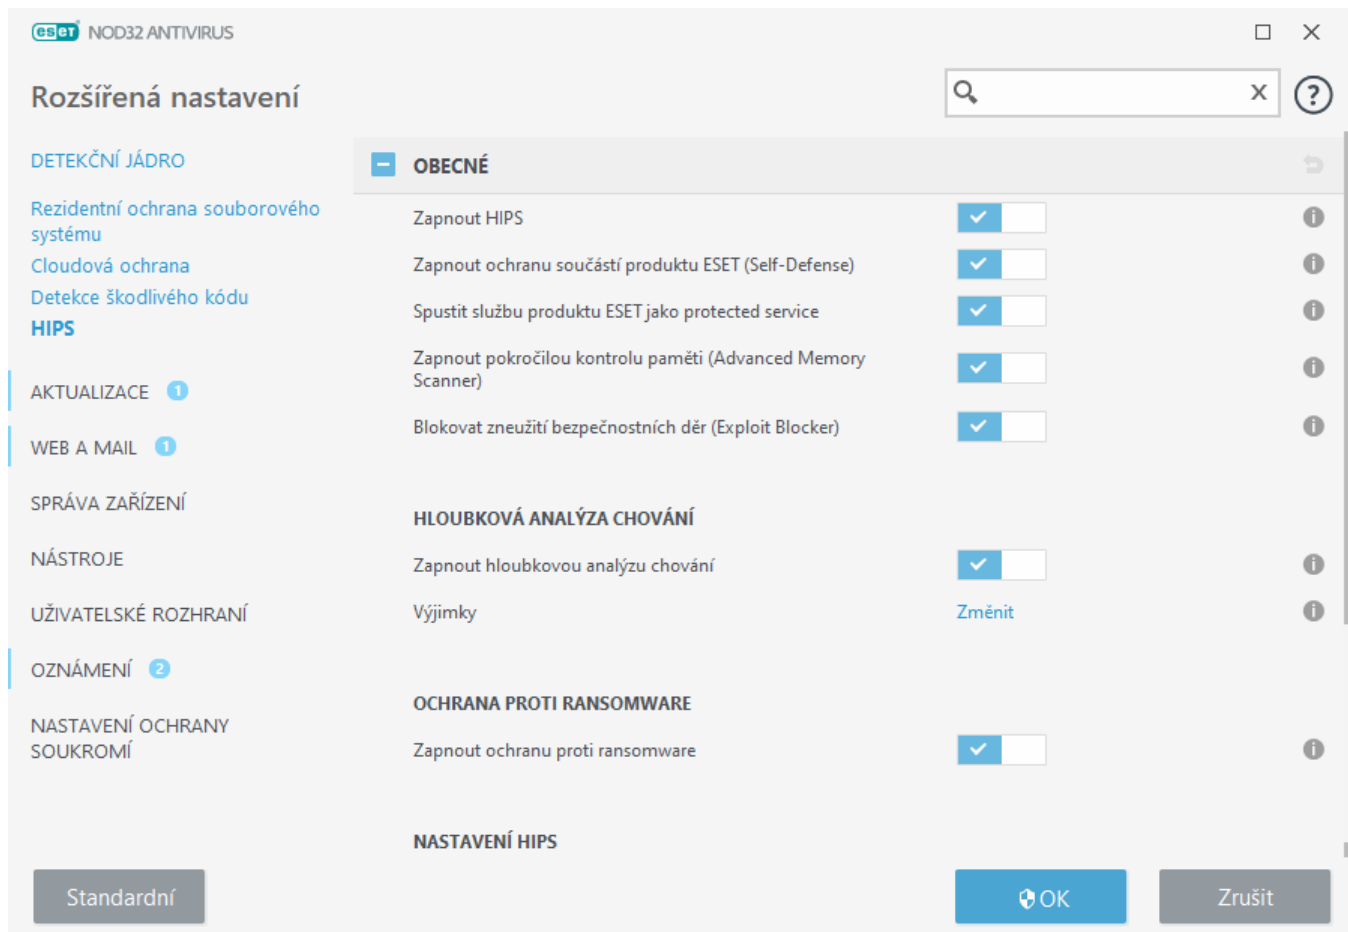 eset NOD32 ANTIVIRUS
Rozšířená nastavení
x
?
DETEKČNÍ JÁDRO
Rezidentní ochrana souborového
systému
Cloudová ochrana
Detekce škodlivého kódu
HIPS
AKTUALIZACE 1
WEB A MAIL 1
SPRÁVA ZAŘÍZENÍ
NÁSTROJE
UŽIVATELSKÉ ROZHRANÍ
OZNÁMENÍ 2
NASTAVENÍ OCHRANY
SOUKROMÍ
OBECNÉ
Zapnout HIPS
Zapnout ochranu součástí produktu ESET (Self-Defense)
Spustit službu produktu ESET jako protected service
Zapnout pokročilou kontrolu paměti (Advanced Memory
Scanner)
Blokovat zneužití bezpečnostních děr (Exploit Blocker)
HLOUBKOVÁ ANALÝZA CHOVÁNÍ
Zapnout hloubkovou analýzu chování
Výjimky Změnit
OCHRANA PROTI RANSOMWARE
Zapnout ochranu proti ransomware
NASTAVENÍ HIPS
Standardní
OK
Zrušit